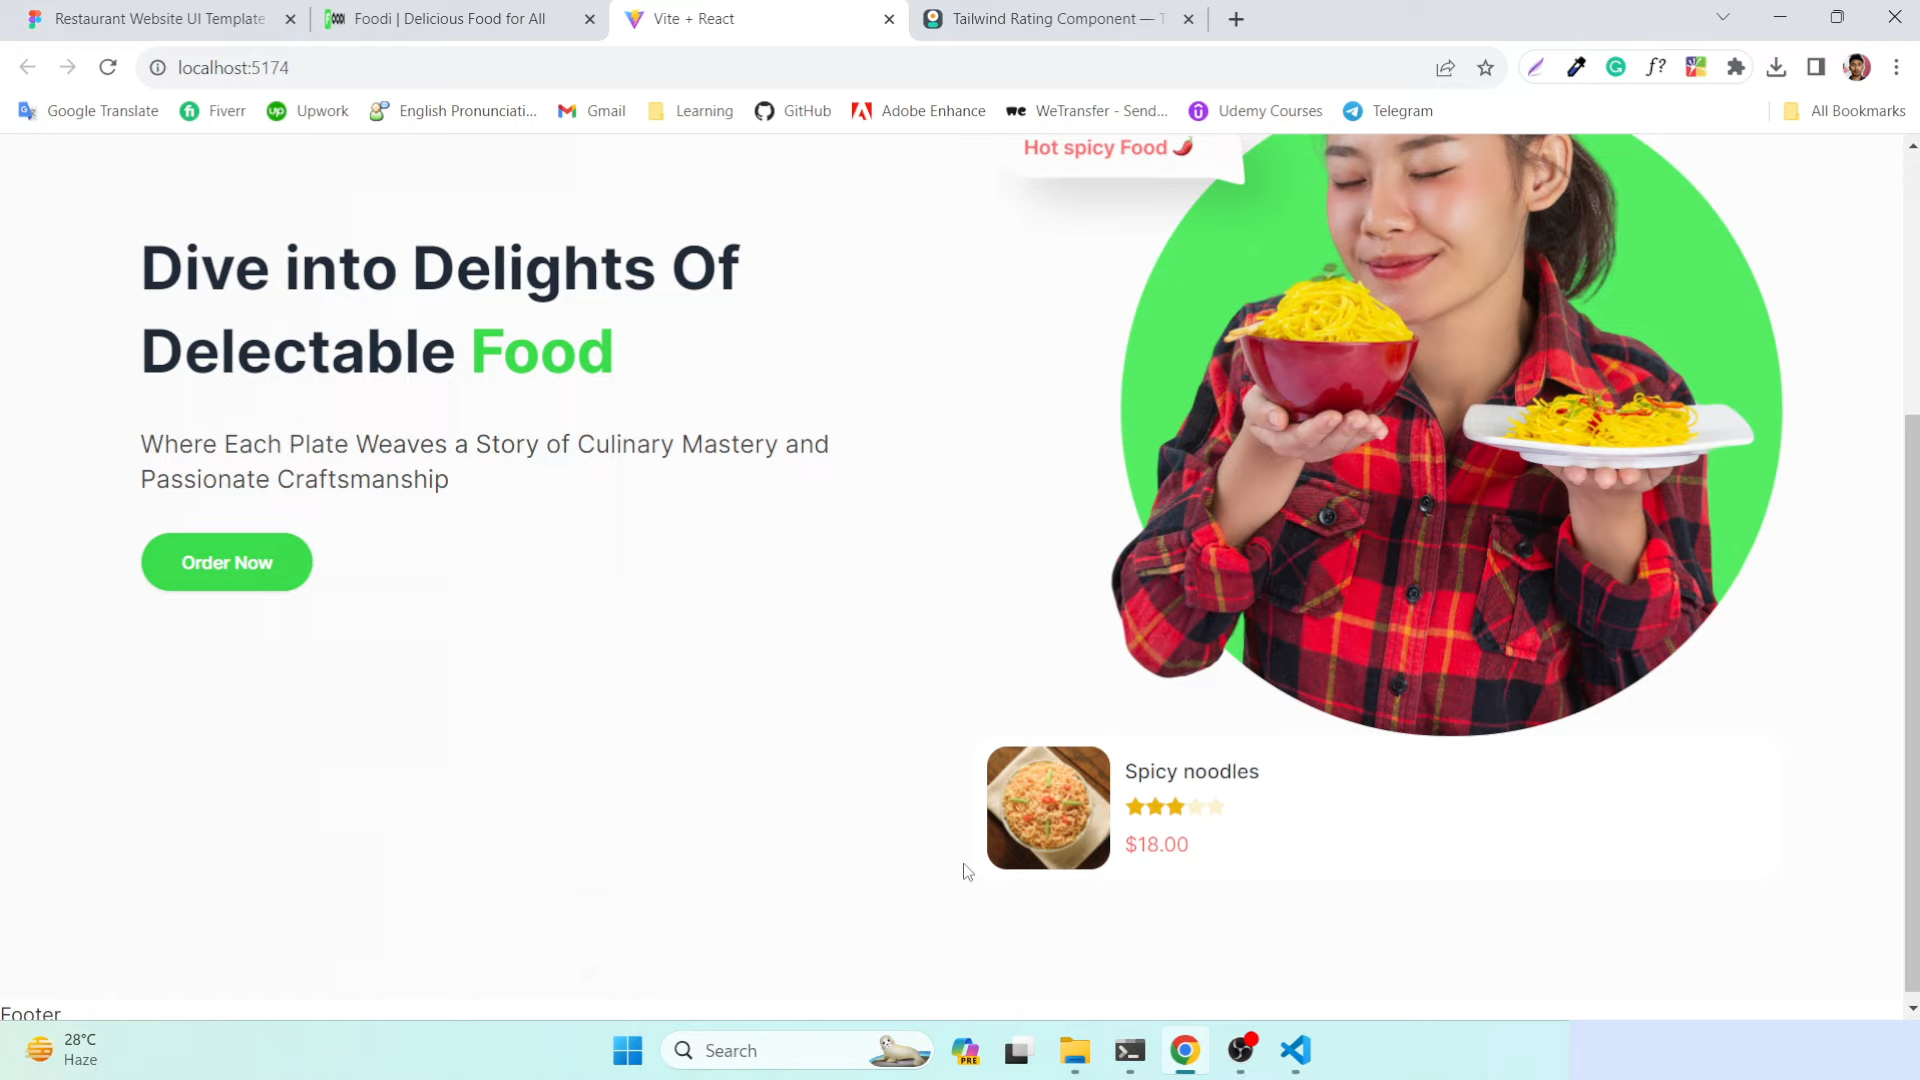 Restaurant Website UI Template
Foodi | Delicious Food for All
Vite + React
Tailwind Rating Component — T
localhost:5174
Google Translate
Fiverr
Upwork
English Pronunciati...
Gmail
Learning
GitHub
Adobe Enhance
WeTransfer - Send...
Udemy Courses
Telegram
All Bookmarks
Hot spicy Food
Dive into Delights Of
Delectable Food
Where Each Plate Weaves a Story of Culinary Mastery and
Passionate Craftsmanship
Order Now
Spicy noodles
$18.00
Footer
28°C
Haze
Search
PRE